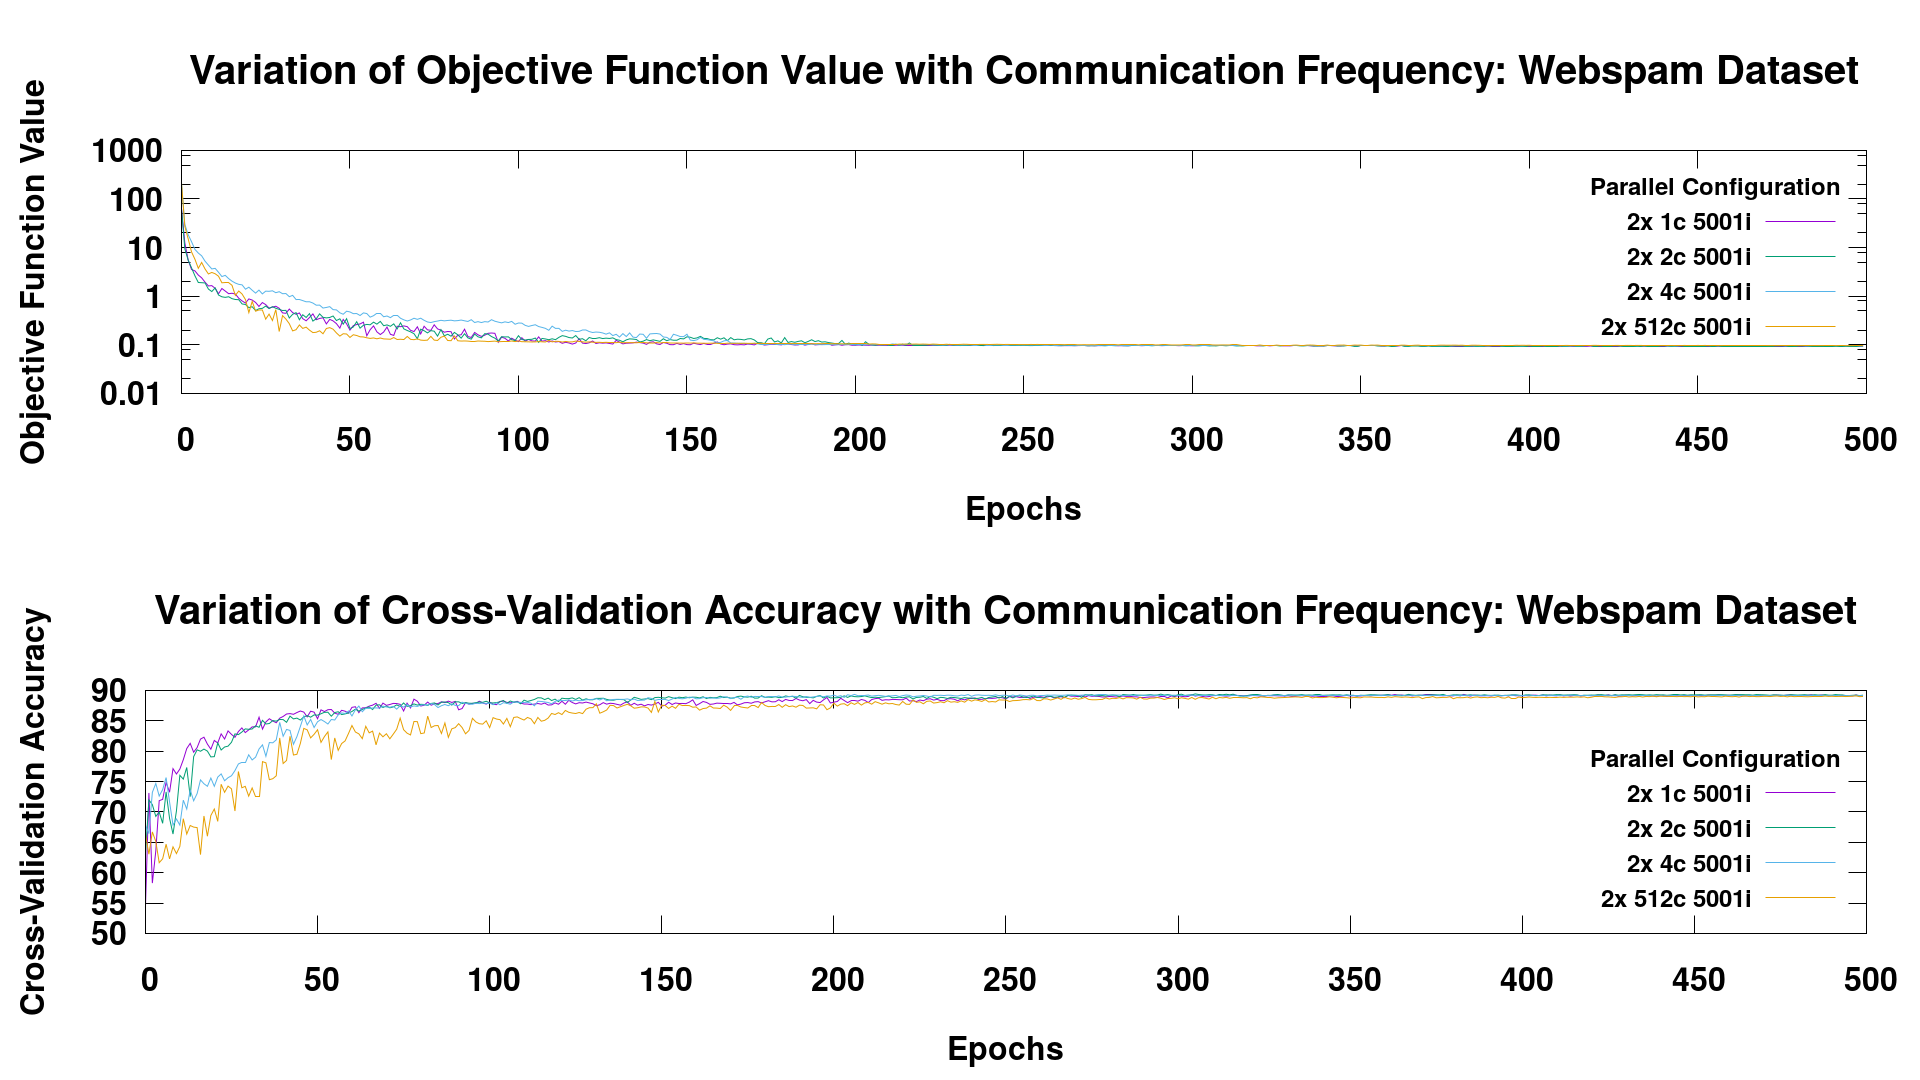 Variation of Objective Function Value with Communication Frequency: Webspam Dataset
Objective Function Value
1000
100
10
1
0.1
0.01
Parallel Configuration
2x 1c 5001i
2x 2c 5001i
2x 4c 5001i
2x 512c 5001i
0 50 100 150 200 250 300 350 400 450 500
Epochs
Variation of Cross-Validation Accuracy with Communication Frequency: Webspam Dataset
Cross-Validation Accuracy
90
85
80
75
70
65
60
55
50
Parallel Configuration
2x 1c 5001i
2x 2c 5001i
2x 4c 5001i
2x 512c 5001i
0 50 100 150 200 250 300 350 400 450 500
Epochs